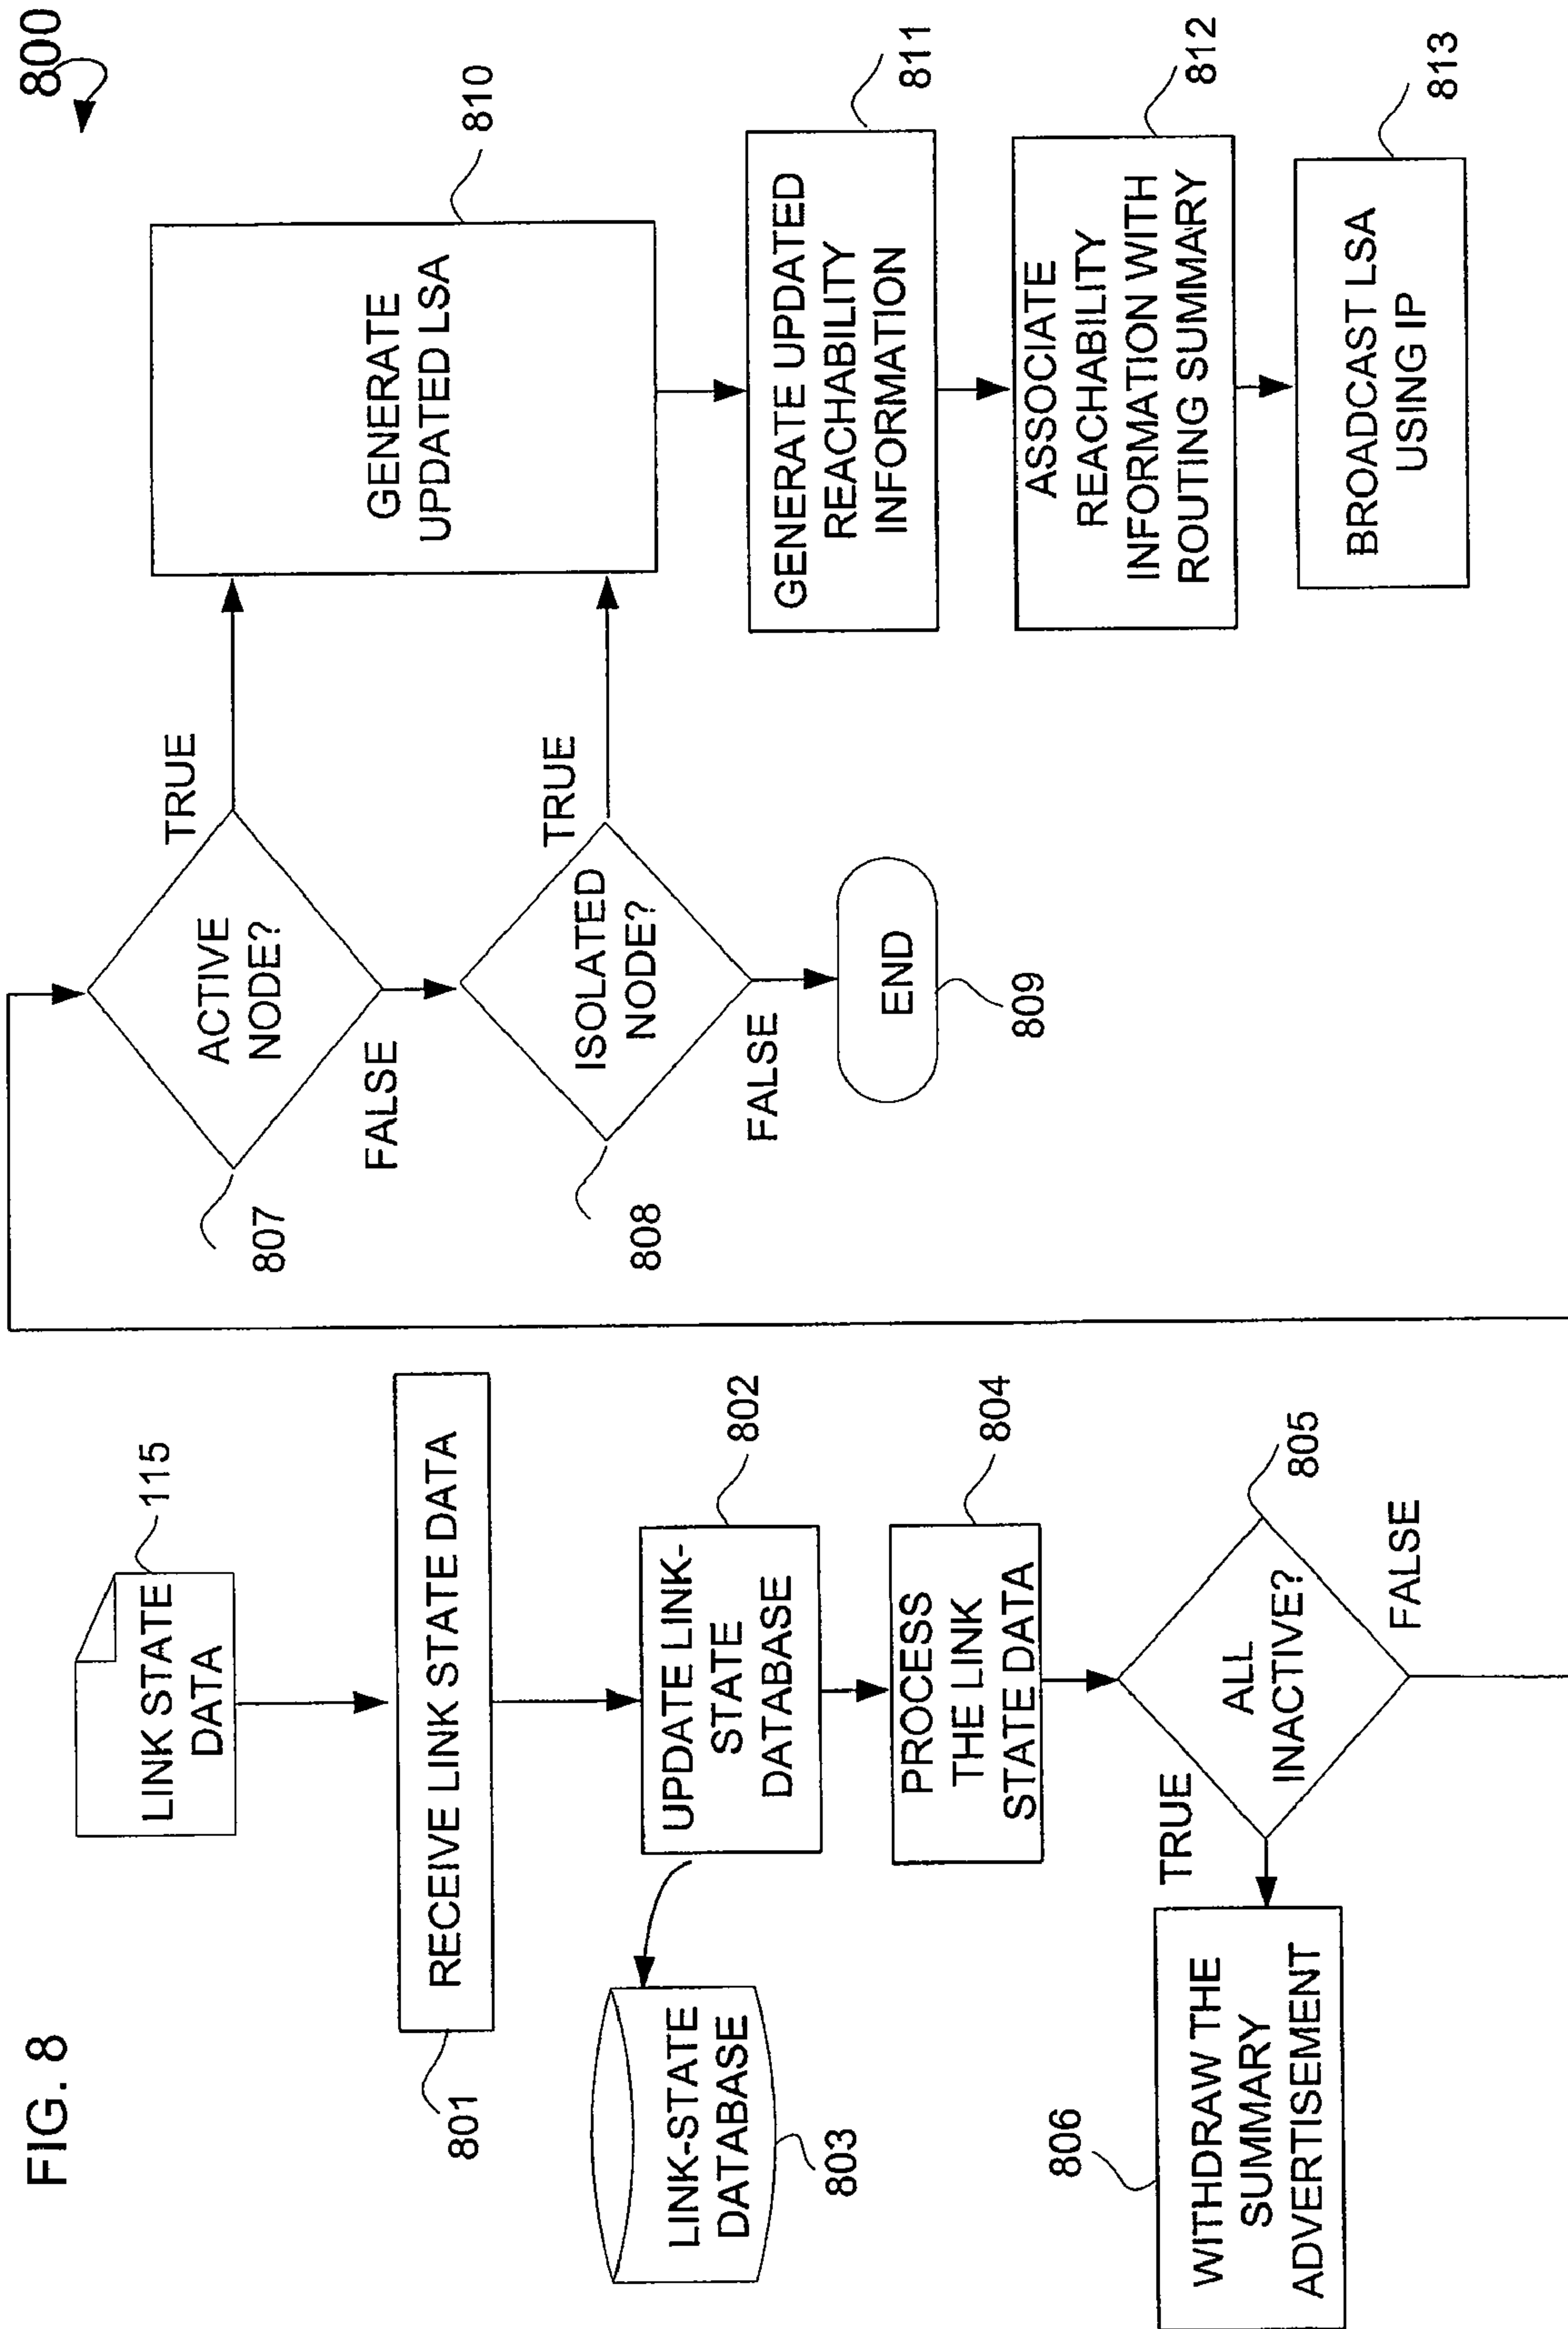 FIG. 8
800
LINK STATE
DATA
115
RECEIVE LINK STATE DATA
801
UPDATE LINK-
STATE
DATABASE
802
LINK-STATE
DATABASE
803
PROCESS
THE LINK
STATE DATA
804
ALL
INACTIVE?
805
TRUE
FALSE
WITHDRAW THE
SUMMARY
ADVERTISEMENT
806
ACTIVE
NODE?
807
TRUE
FALSE
ISOLATED
NODE?
808
TRUE
FALSE
END
809
GENERATE
UPDATED LSA
810
GENERATE UPDATED
REACHABILITY
INFORMATION
811
ASSOCIATE
REACHABILITY
INFORMATION WITH
ROUTING SUMMARY
812
BROADCAST LSA
USING IP
813